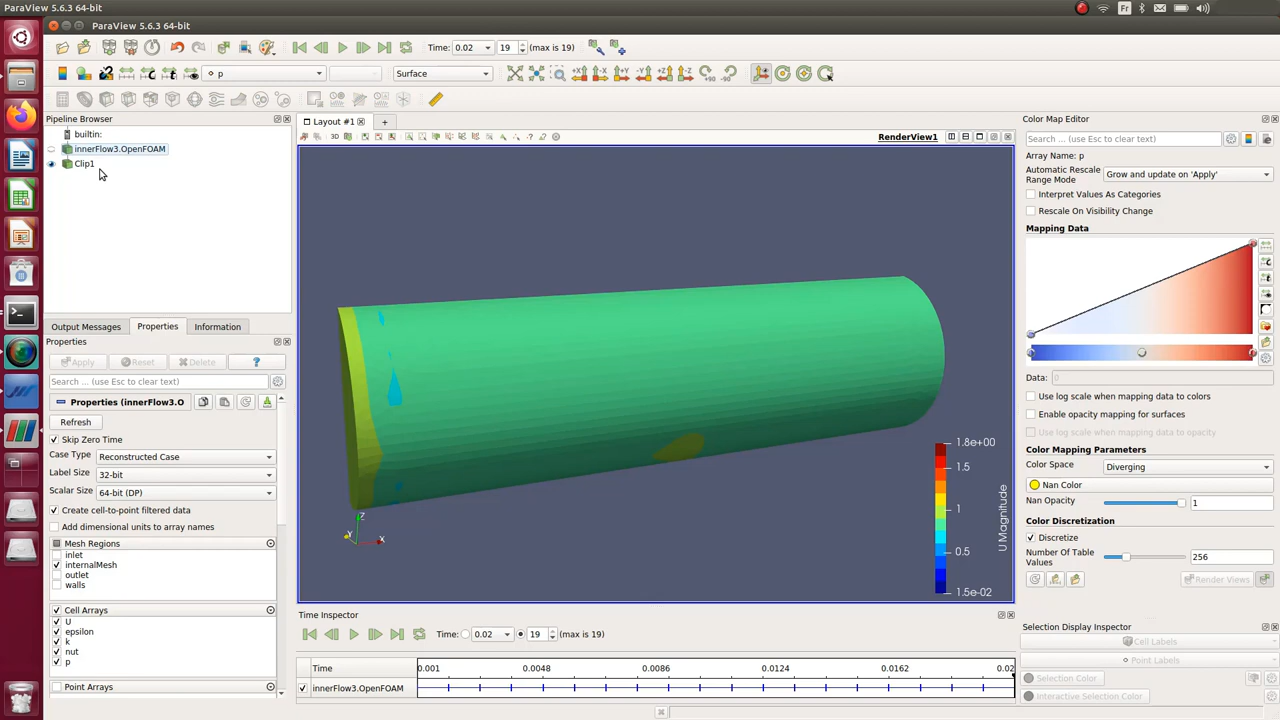 ParaView 5.6.3 64-bit
Fr
ParaView 5.6.3 64-bit
Time: 0.02 19 (max is 19)
p Surface
+X -X +Y -Y +Z -Z +90 -90
Pipeline Browser
Layout #1
+
builtin:
innerFlow3.OpenFOAM
Clip1
3D
RenderView1
Output Messages Properties Information
Properties
Apply Reset Delete ?
Search ... (use Esc to clear text)
Properties (innerFlow3.O
Refresh
Skip Zero Time
Case Type Reconstructed Case
Label Size 32-bit
Scalar Size 64-bit (DP)
Create cell-to-point filtered data
Add dimensional units to array names
Mesh Regions
inlet
internalMesh
outlet
walls
Cell Arrays
U
epsilon
k
nut
p
Point Arrays
1.8e+00
1.5
1
0.5
1.5e-02
U Magnitude
Z
Y
X
Time Inspector
Time: 0.02 19 (max is 19)
Time 0.001 0.0048 0.0086 0.0124 0.0162 0.02
innerFlow3.OpenFOAM
Color Map Editor
Search ... (use Esc to clear text)
Array Name: p
Automatic Rescale
Range Mode
Grow and update on 'Apply'
Interpret Values As Categories
Rescale On Visibility Change
Mapping Data
Data: 0
Use log scale when mapping data to colors
Enable opacity mapping for surfaces
Use log scale when mapping data to opacity
Color Mapping Parameters
Color Space Diverging
Nan Color
Nan Opacity 1
Color Discretization
Discretize
Number Of Table
Values
256
Render Views
Selection Display Inspector
Cell Labels
Point Labels
Selection Color
Interactive Selection Color